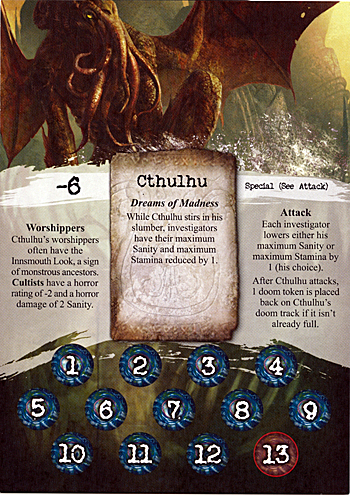 -6
Cthulhu
Special (See Attack)
Dreams of Madness
While Cthulhu stirs in his
slumber, investigators
have their maximum
Sanity and maximum
Stamina reduced by 1.
Worshippers
Cthulhu's worshippers
often have the
Innsmouth Look, a sign
of monstrous ancestors.
Cultists have a horror
rating of -2 and a horror
damage of 2 Sanity.
Attack
Each investigator
lowers either his
maximum Sanity or
maximum Stamina by
1 (his choice).
After Cthulhu attacks,
1 doom token is placed
back on Cthulhu's
doom track if it isn't
already full.
1 2 3 4
5 6 7 8 9
10 11 12 13